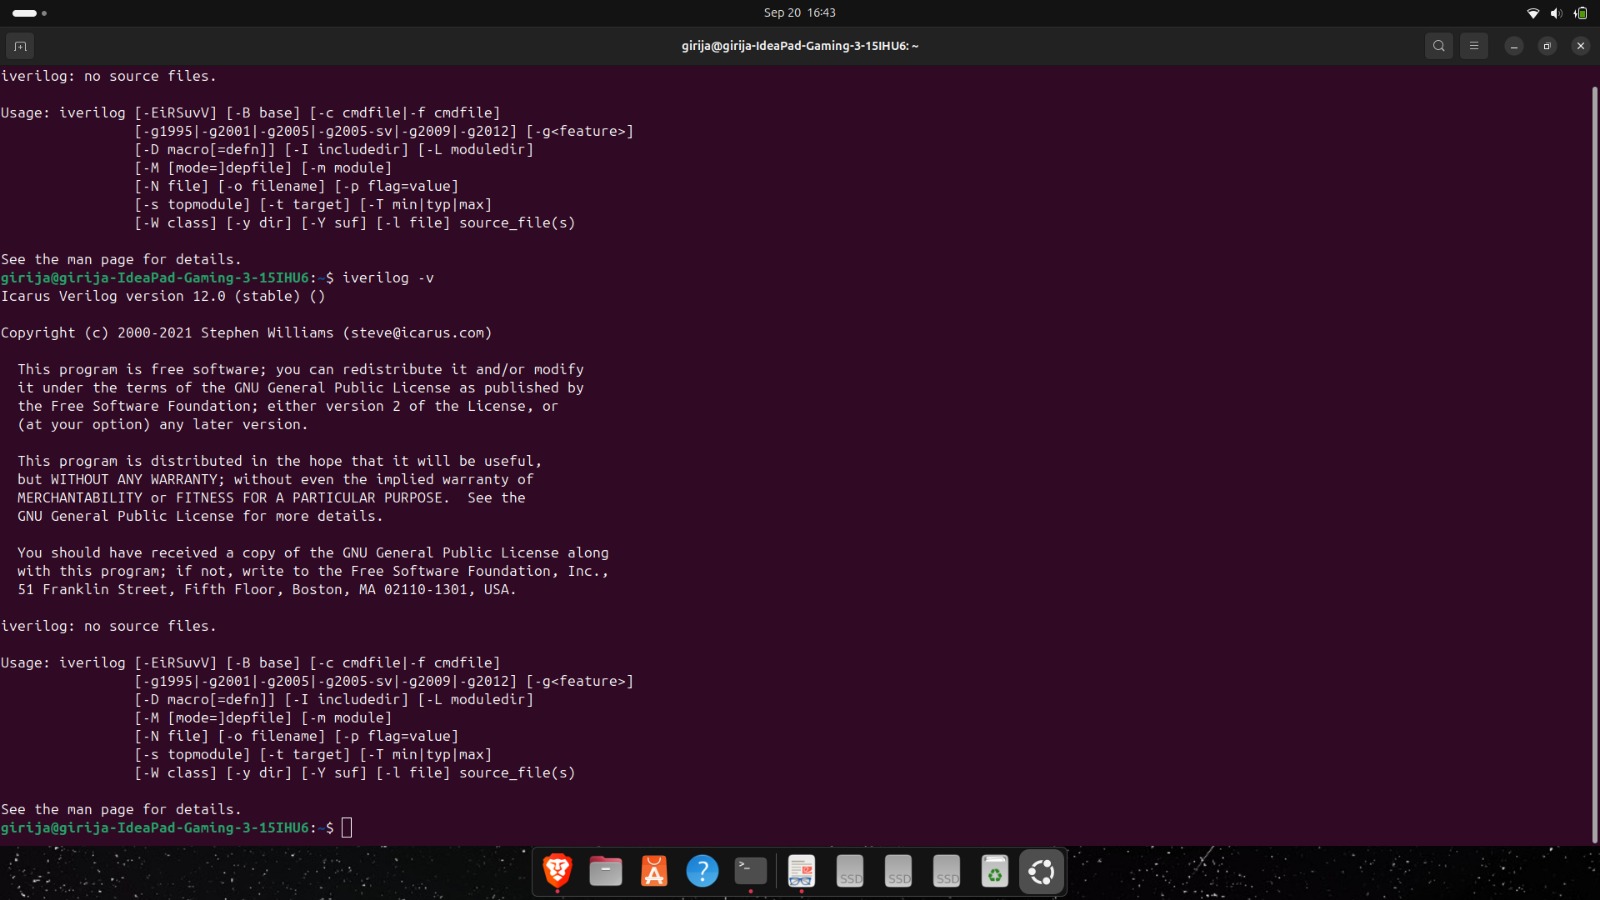 Sep 20 16:43
girija@girija-IdeaPad-Gaming-3-15IHU6: ~
iverilog: no source files.
Usage: iverilog [-EiRSuvV] [-B base] [-c cmdfile|-f cmdfile]
[-g1995|-g2001|-g2005|-g2005-sv|-g2009|-g2012] [-g<feature>]
[-D macro[=defn]] [-I includedir] [-L moduledir]
[-M [mode=]depfile] [-m module]
[-N file] [-o filename] [-p flag=value]
[-s topmodule] [-t target] [-T min|typ|max]
[-W class] [-y dir] [-Y suf] [-l file] source_file(s)
See the man page for details.
girija@girija-IdeaPad-Gaming-3-15IHU6:~$ iverilog -v
Icarus Verilog version 12.0 (stable) ()
Copyright (c) 2000-2021 Stephen Williams (steve@icarus.com)
This program is free software; you can redistribute it and/or modify
it under the terms of the GNU General Public License as published by
the Free Software Foundation; either version 2 of the License, or
(at your option) any later version.
This program is distributed in the hope that it will be useful,
but WITHOUT ANY WARRANTY; without even the implied warranty of
MERCHANTABILITY or FITNESS FOR A PARTICULAR PURPOSE.  See the
GNU General Public License for more details.
You should have received a copy of the GNU General Public License along
with this program; if not, write to the Free Software Foundation, Inc.,
51 Franklin Street, Fifth Floor, Boston, MA 02110-1301, USA.
iverilog: no source files.
Usage: iverilog [-EiRSuvV] [-B base] [-c cmdfile|-f cmdfile]
[-g1995|-g2001|-g2005|-g2005-sv|-g2009|-g2012] [-g<feature>]
[-D macro[=defn]] [-I includedir] [-L moduledir]
[-M [mode=]depfile] [-m module]
[-N file] [-o filename] [-p flag=value]
[-s topmodule] [-t target] [-T min|typ|max]
[-W class] [-y dir] [-Y suf] [-l file] source_file(s)
See the man page for details.
girija@girija-IdeaPad-Gaming-3-15IHU6:~$
SSD SSD SSD